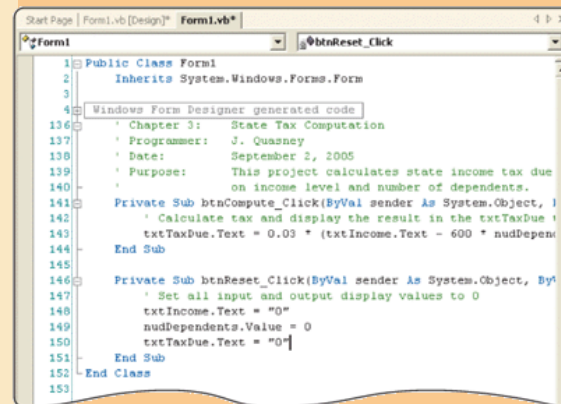 Start Page | Form1.vb [Design]* Form1.vb*
Form1 btnReset_Click
1 Public Class Form1
2 Inherits System.Windows.Forms.Form
3
4 Windows Form Designer generated code
136 ' Chapter 3: State Tax Computation
137 ' Programmer: J. Quasney
138 ' Date: September 2, 2005
139 ' Purpose: This project calculates state income tax due
140 ' on income level and number of dependents.
141 Private Sub btnCompute_Click(ByVal sender As System.Object,
142 ' Calculate tax and display the result in the txtTaxDue
143 txtTaxDue.Text = 0.03 * (txtIncome.Text - 600 * nudDepen
144 End Sub
145
146 Private Sub btnReset_Click(ByVal sender As System.Object, ByV
147 ' Set all input and output display values to 0
148 txtIncome.Text = "0"
149 nudDependents.Value = 0
150 txtTaxDue.Text = "0"
151 End Sub
152 End Class
153